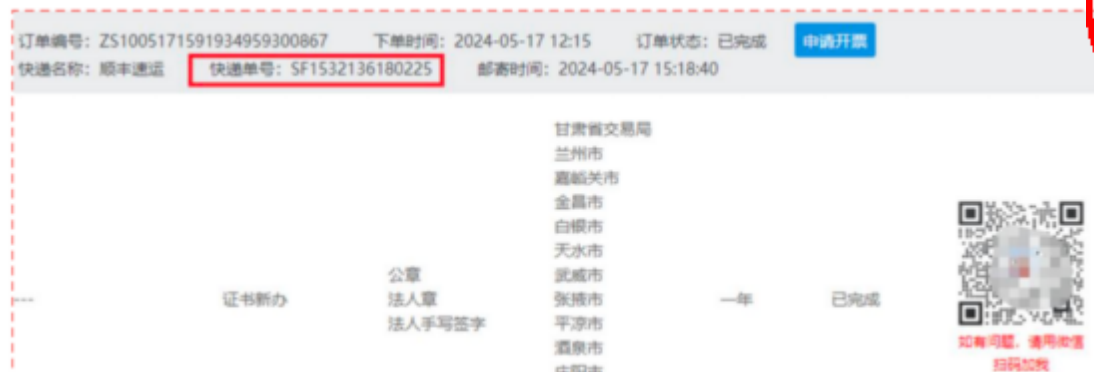 订单编号：ZS10051715919349593００867 下单时间：2024-05-17 12:15 订单状态：已完成 申请开票
快递名称：顺丰速运 快递单号：SF1532136180225 邮寄时间：2024-05-17 15:18:40
甘肃省交易局
兰州市
嘉峪关市
金昌市
白银市
天水市
公章 武威市
--- 证书新办 法人章 张掖市 一年 已完成
法人手写签字 平凉市
酒泉市
庆阳市
如有问题，请用微信
扫码加我